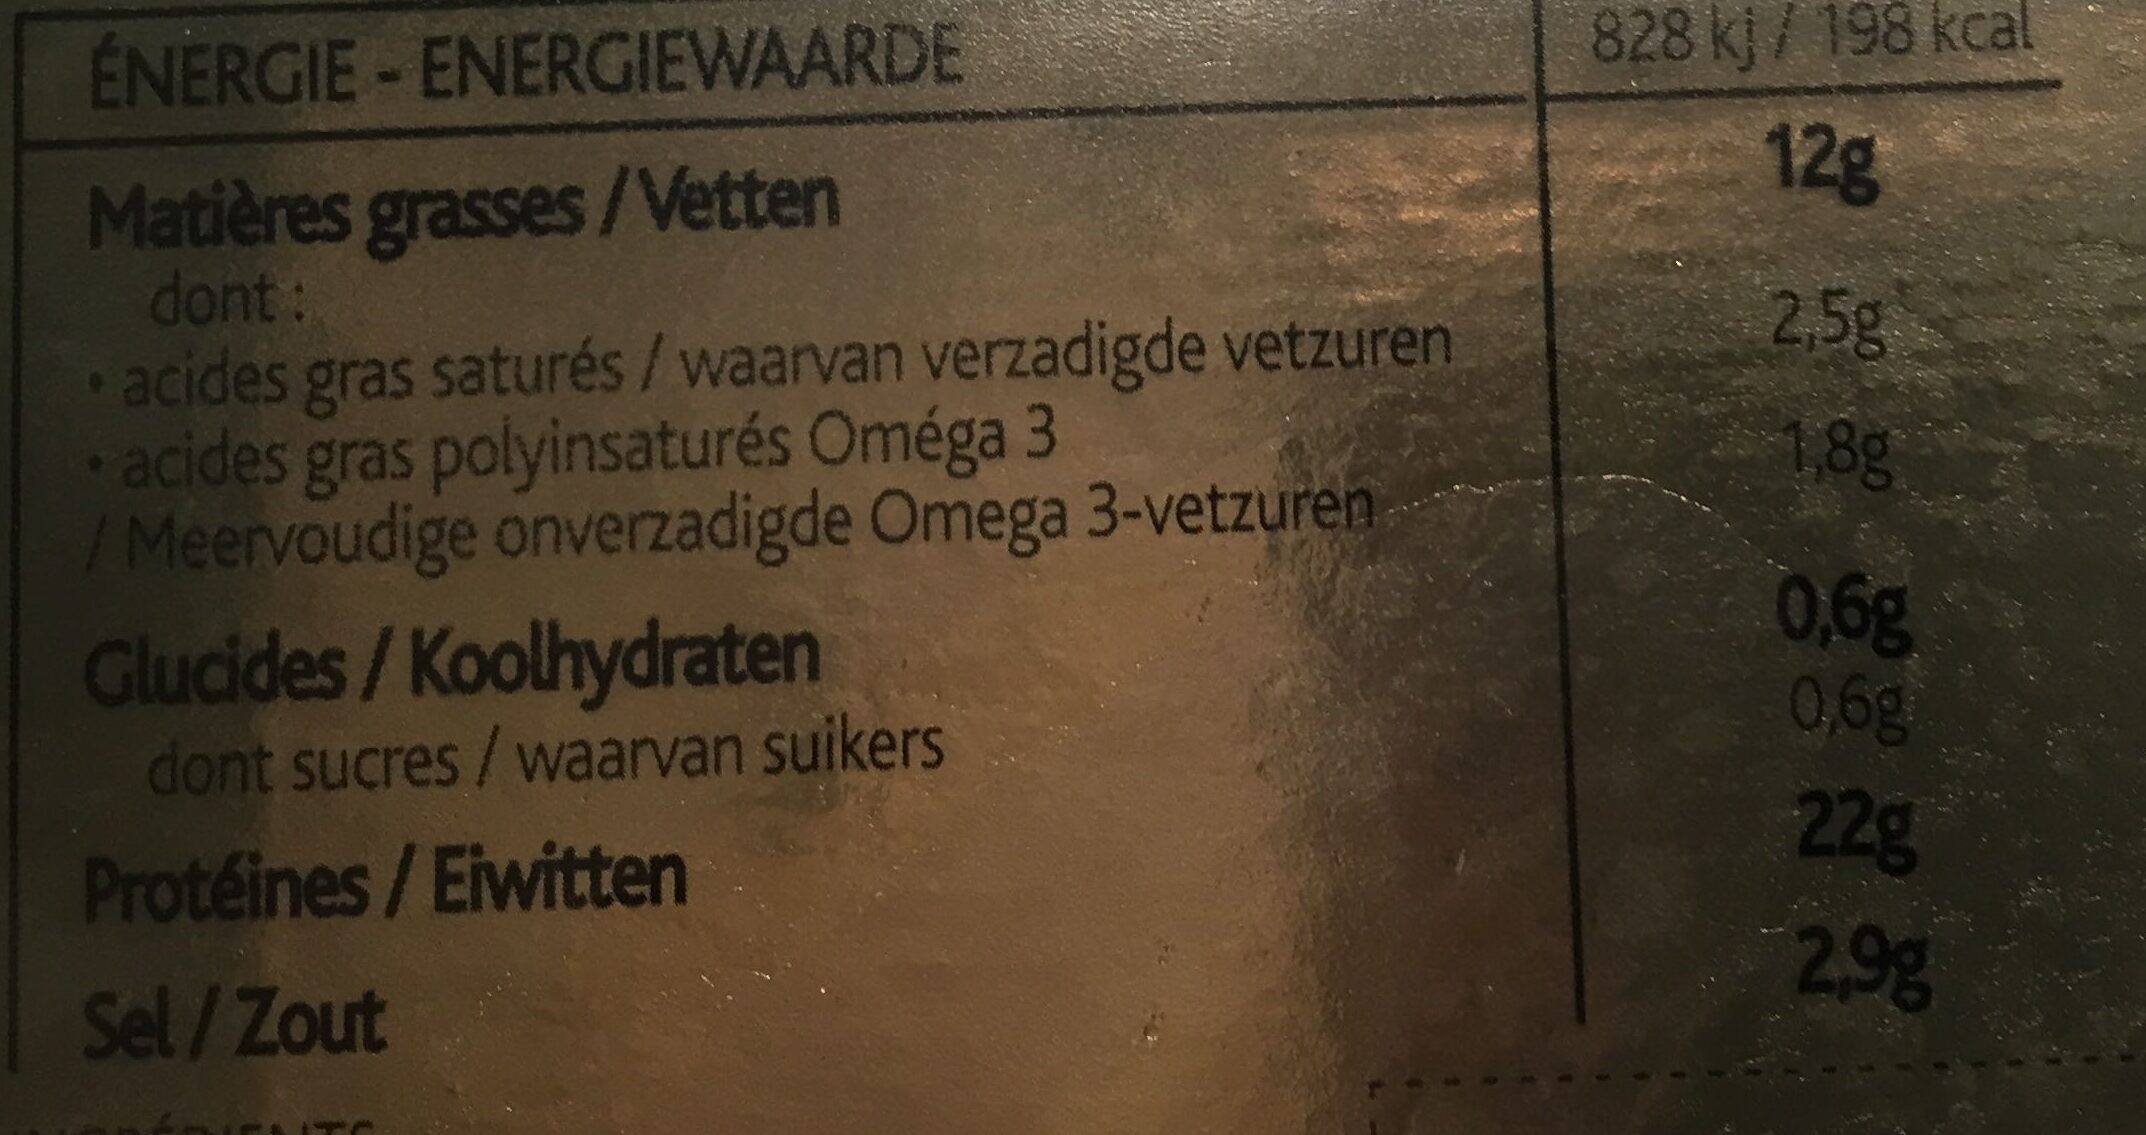 ÉNERGIE - ENERGIEWAARDE 828 kj / 198 kcal
Matières grasses / Vetten 12g
dont :
• acides gras saturés / waarvan verzadigde vetzuren 2,5g
• acides gras polyinsaturés Oméga 3 1,8g
/ Meervoudige onverzadigde Omega 3-vetzuren
Glucides / Koolhydraten 0,6g
dont sucres / waarvan suikers 0,6g
Protéines / Eiwitten 22g
Sel / Zout 2,9g
INGRÉDIENTS